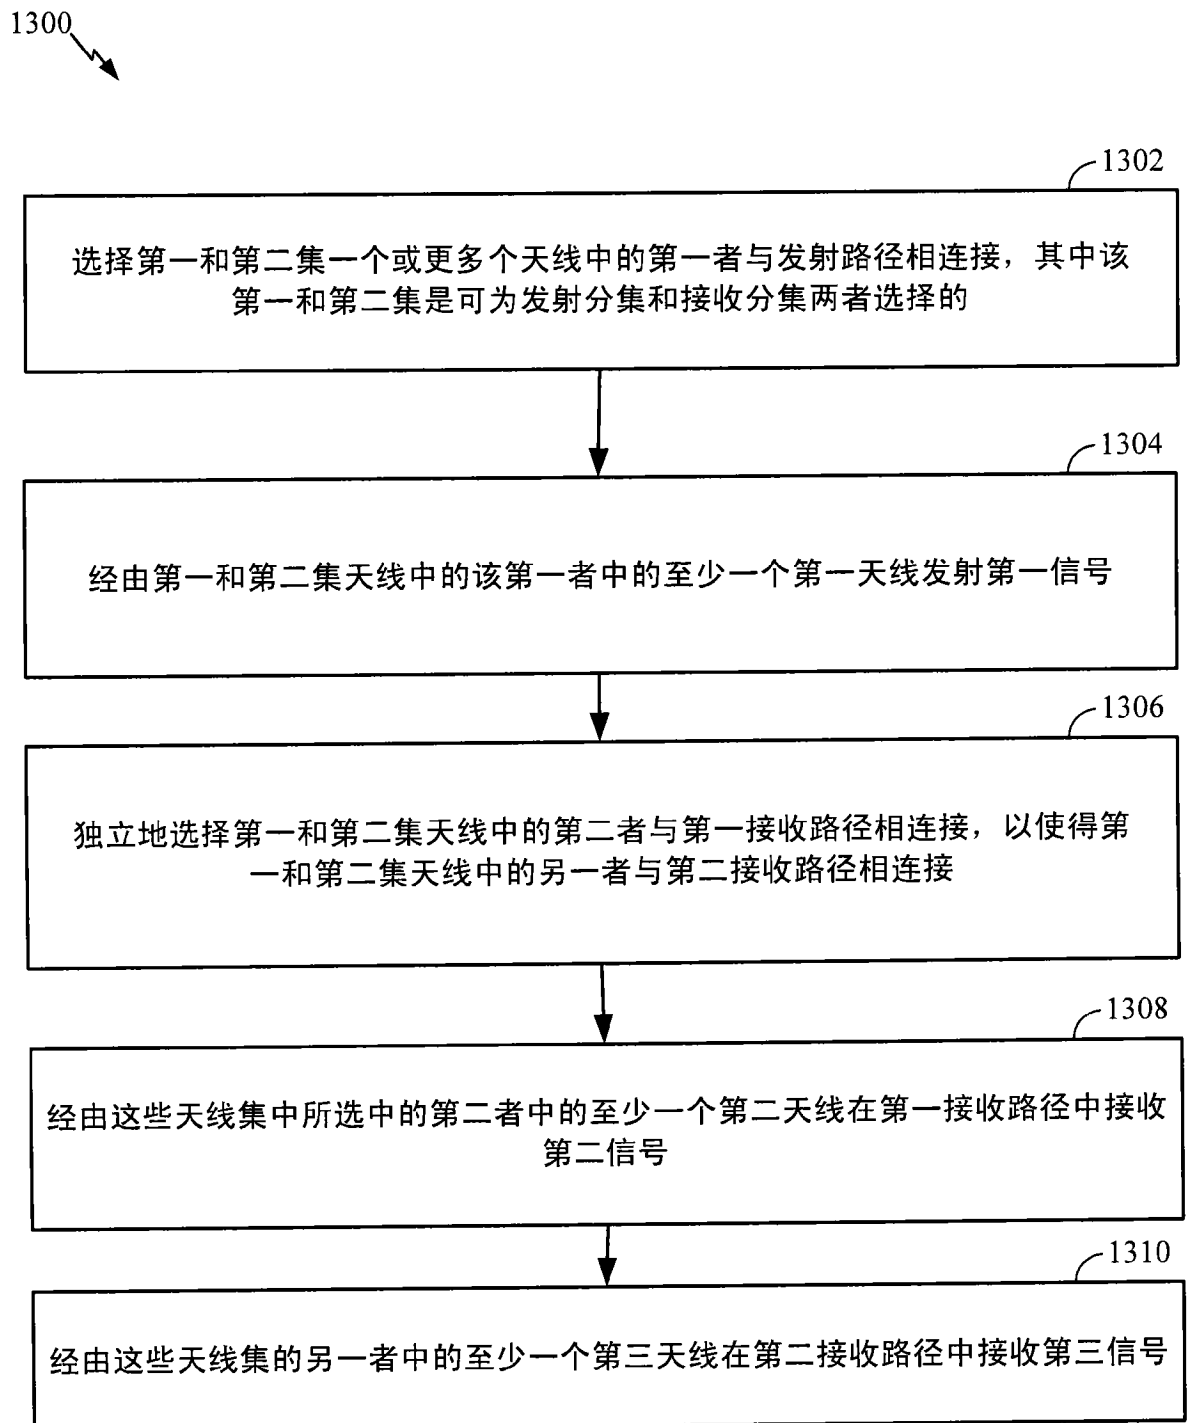 1300
1302
选择第一和第二集一个或更多个天线中的第一者与发射路径相连接，其中该
第一和第二集是可为发射分集和接收分集两者选择的
1304
经由第一和第二集天线中的该第一者中的至少一个第一天线发射第一信号
1306
独立地选择第一和第二集天线中的第二者与第一接收路径相连接，以使得第
一和第二集天线中的另一者与第二接收路径相连接
1308
经由这些天线集中所选中的第二者中的至少一个第二天线在第一接收路径中接收
第二信号
1310
经由这些天线集的另一者中的至少一个第三天线在第二接收路径中接收第三信号